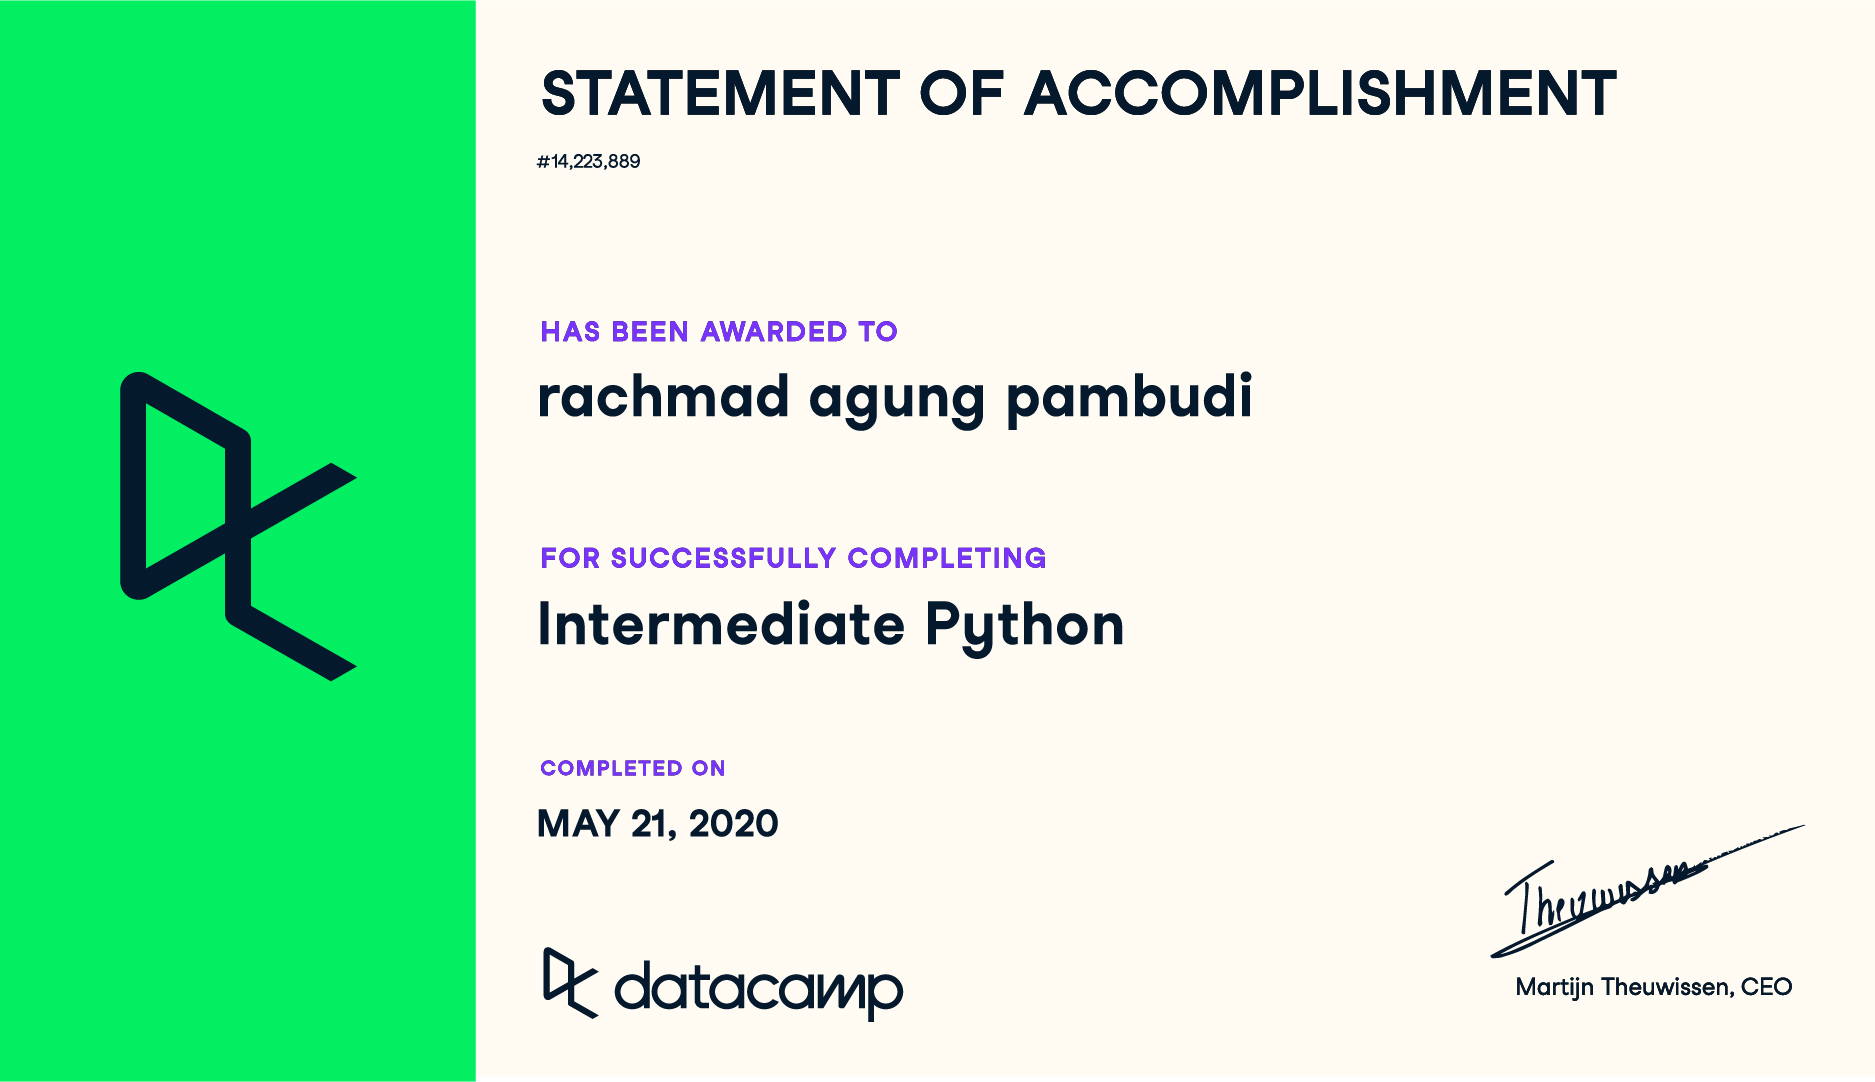 STATEMENT OF ACCOMPLISHMENT
#14,223,889
HAS BEEN AWARDED TO
rachmad agung pambudi
FOR SUCCESSFULLY COMPLETING
Intermediate Python
COMPLETED ON
MAY 21, 2020
Theuwissen
datacamp
Martijn Theuwissen, CEO